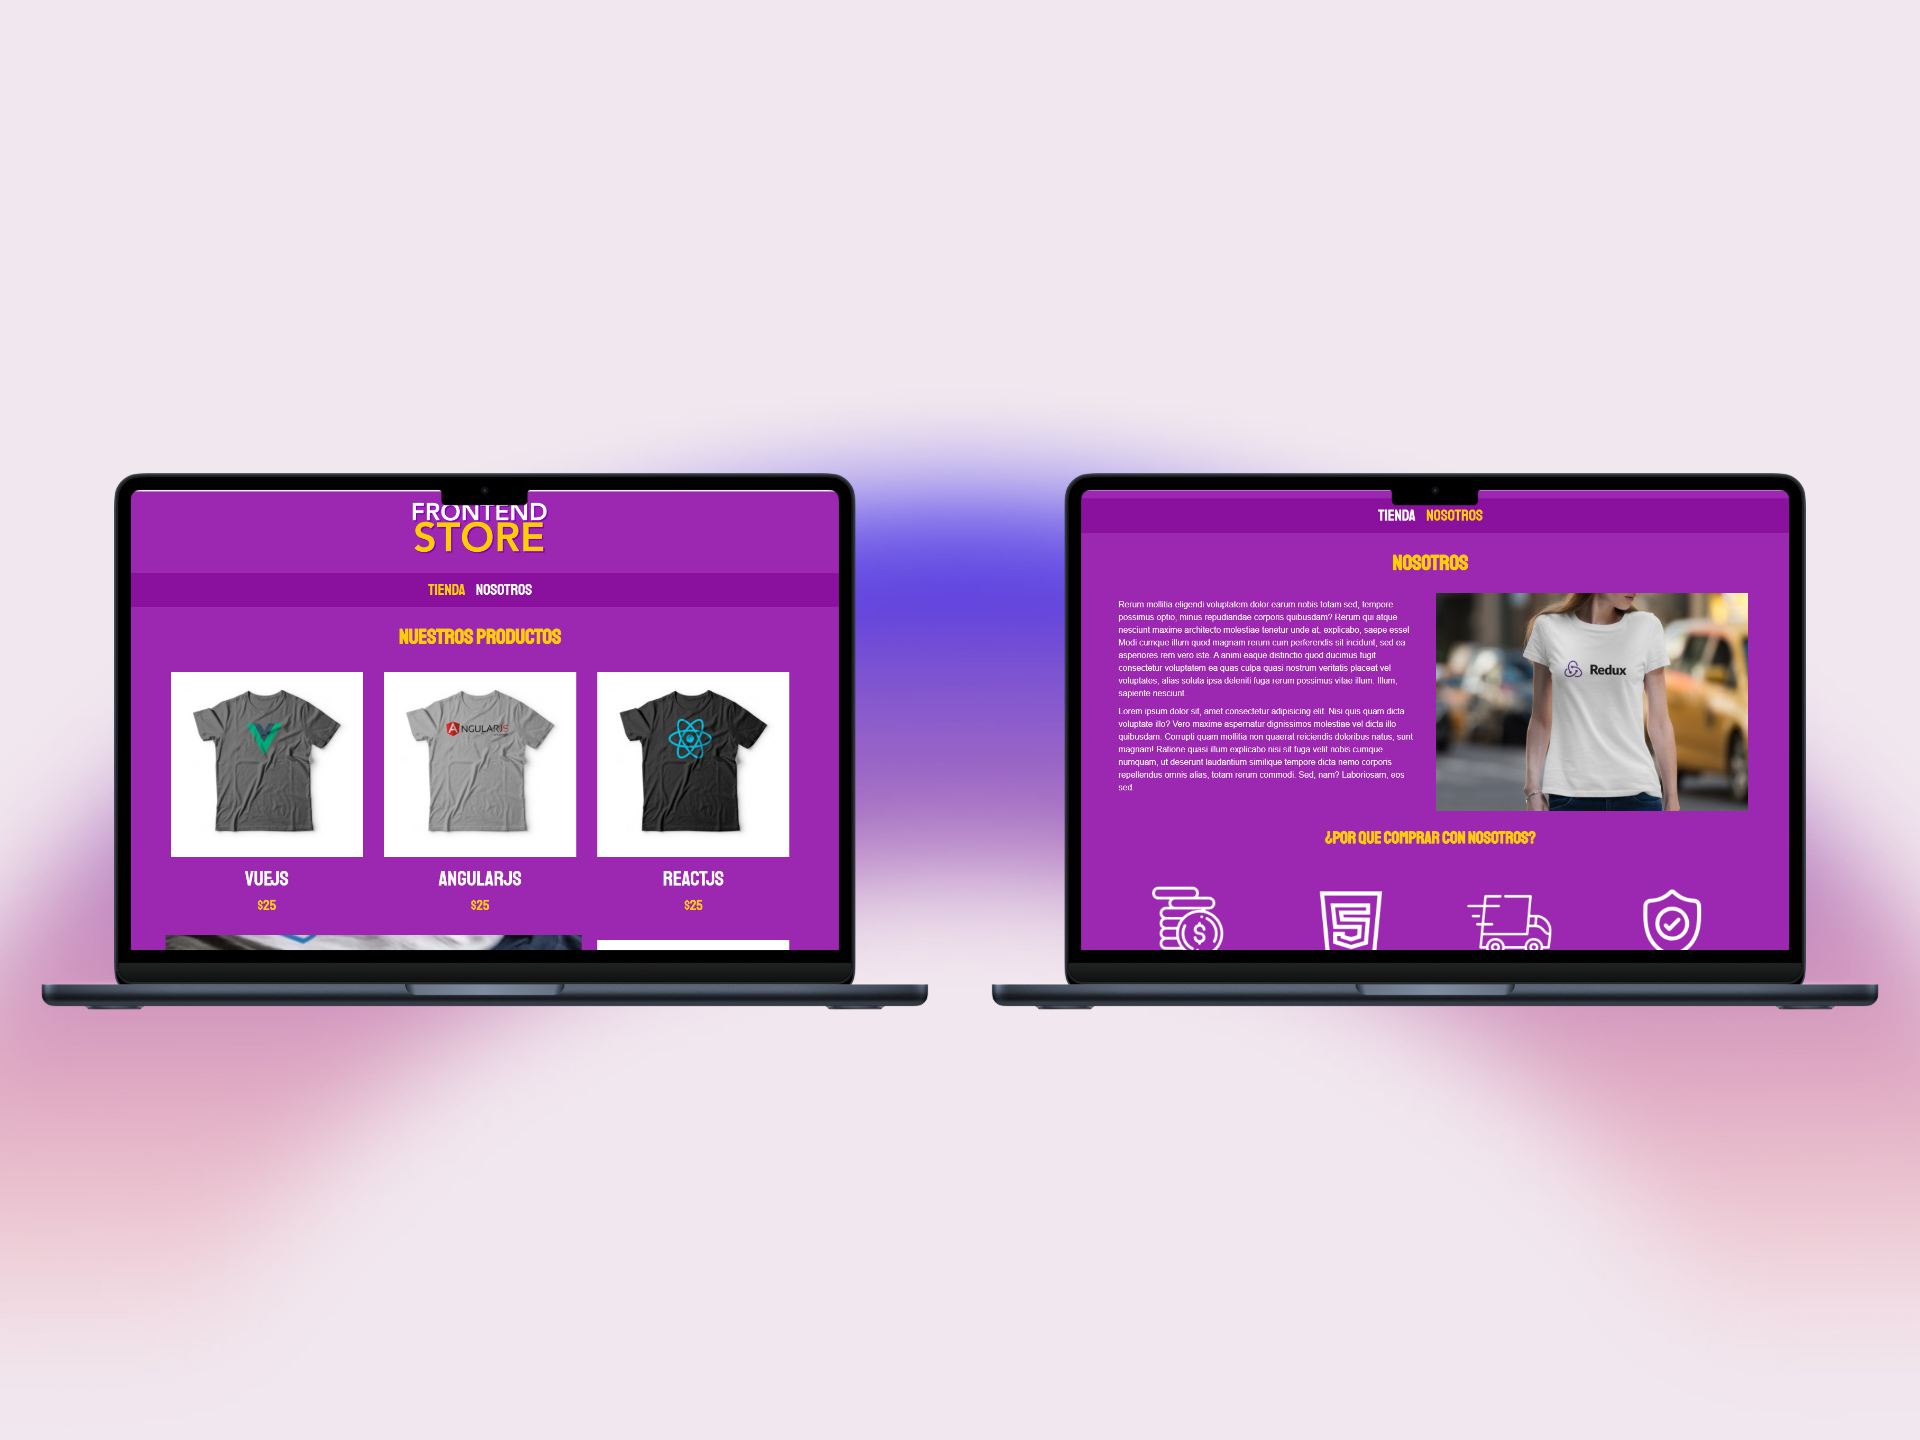 FRONTEND
STORE
TIENDA NOSOTROS
NUESTROS PRODUCTOS
ANGULARJS
VUEJS
$25
ANGULARJS
$25
REACTJS
$25
TIENDA NOSOTROS
NOSOTROS
Rerum mollitia eligendi voluptatem dolor earum nobis totam sed, tempore
possimus optio, minus repudiandae corporis quibusdam? Rerum qui atque
nesciunt maxime architecto molestiae tenetur unde at, explicabo, saepe esse!
Modi cumque illum quod magnam rerum cum perferendis sit incidunt, sed ea
asperiores rem vero iste. A animi eaque distinctio quod ducimus fugit
consectetur voluptatem ea quas culpa quasi nostrum veritatis placeat vel
voluptates, alias soluta ipsa deleniti fuga rerum possimus vitae illum. Illum,
sapiente nesciunt.
Lorem ipsum dolor sit, amet consectetur adipisicing elit. Nisi quis quam dicta
voluptate illo? Vero maxime aspernatur dignissimos molestiae vel dicta illo
quibusdam. Corrupti quam mollitia non quaerat reiciendis doloribus natus, sunt
magnam! Ratione quasi illum explicabo nisi sit fuga velit nobis cumque
numquam, ut deserunt laudantium similique tempore dicta nemo corporis
repellendus omnis alias, totam rerum commodi. Sed, nam? Laboriosam, eos
sed.
Redux
¿POR QUE COMPRAR CON NOSOTROS?